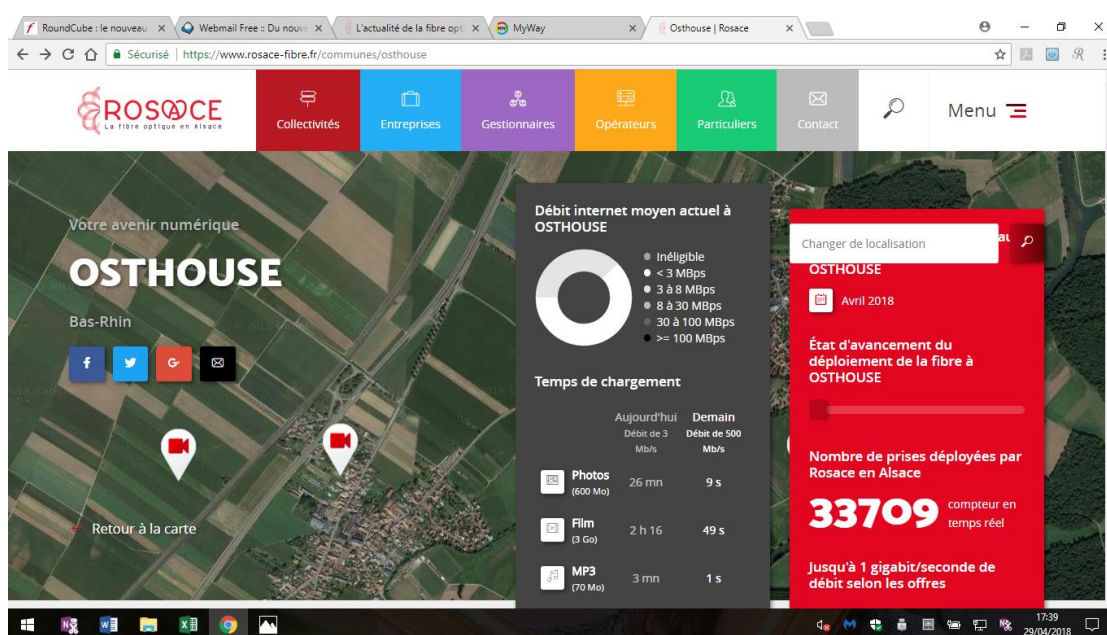 RoundCube : le nouveau
Webmail Free :: Du nouve
L'actualité de la fibre opt
MyWay
Osthouse | Rosace
Sécurisé | https://www.rosace-fibre.fr/communes/osthouse
ROSACE
La fibre optique en Alsace
Collectivités
Entreprises
Gestionnaires
Opérateurs
Particuliers
Contact
Menu
Votre avenir numérique
OSTHOUSE
Bas-Rhin
Retour à la carte
Débit internet moyen actuel à
OSTHOUSE
Inéligible
< 3 MBps
3 à 8 MBps
8 à 30 MBps
30 à 100 MBps
>= 100 MBps
Temps de chargement
Aujourd'hui Demain
Débit de 3 Débit de 500
Mb/s Mb/s
Photos
(600 Mo)
26 mn 9 s
Film
(3 Go)
2 h 16 49 s
MP3
(70 Mo)
3 mn 1 s
Changer de localisation
OSTHOUSE
Avril 2018
État d'avancement du
déploiement de la fibre à
OSTHOUSE
Nombre de prises déployées par
Rosace en Alsace
33709
compteur en
temps réel
Jusqu'à 1 gigabit/seconde de
débit selon les offres
17:39
29/04/2018